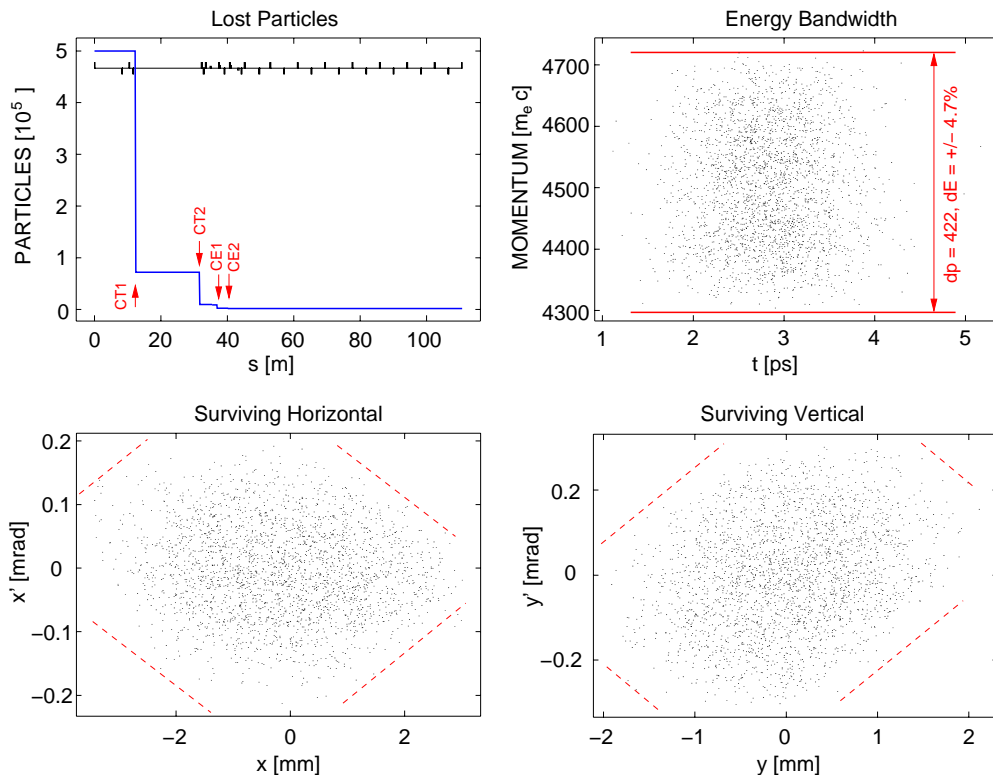 Lost Particles
PARTICLES [10^5]
5
4
3
2
1
0
CT1
CT2
CE1
CE2
0 20 40 60 80 100
s [m]
Energy Bandwidth
MOMENTUM [m_e c]
4700
4600
4500
4400
4300
dp = 422, dE = +/− 4.7%
1 2 3 4 5
t [ps]
Surviving Horizontal
x' [mrad]
0.2
0.1
0
−0.1
−0.2
−2 0 2
x [mm]
Surviving Vertical
y' [mrad]
0.2
0
−0.2
−2 −1 0 1 2
y [mm]